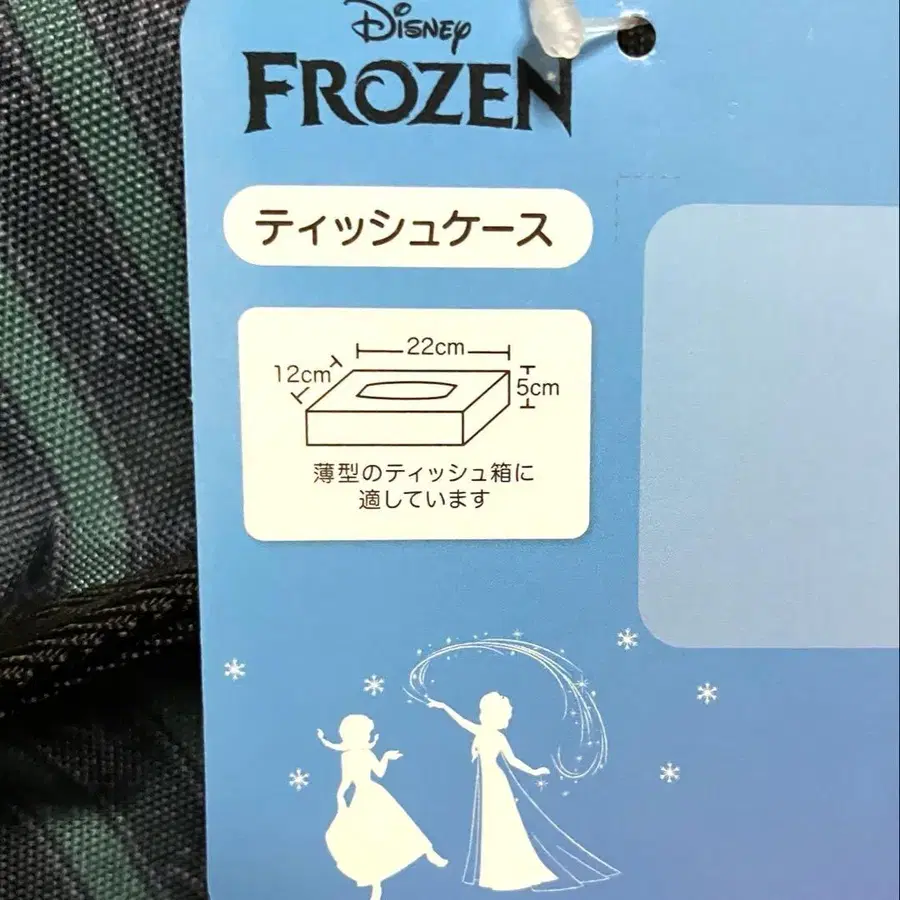 Disney
FROZEN
ティッシュケース
22cm
12cm
5cm
薄型のティッシュ箱に
適しています